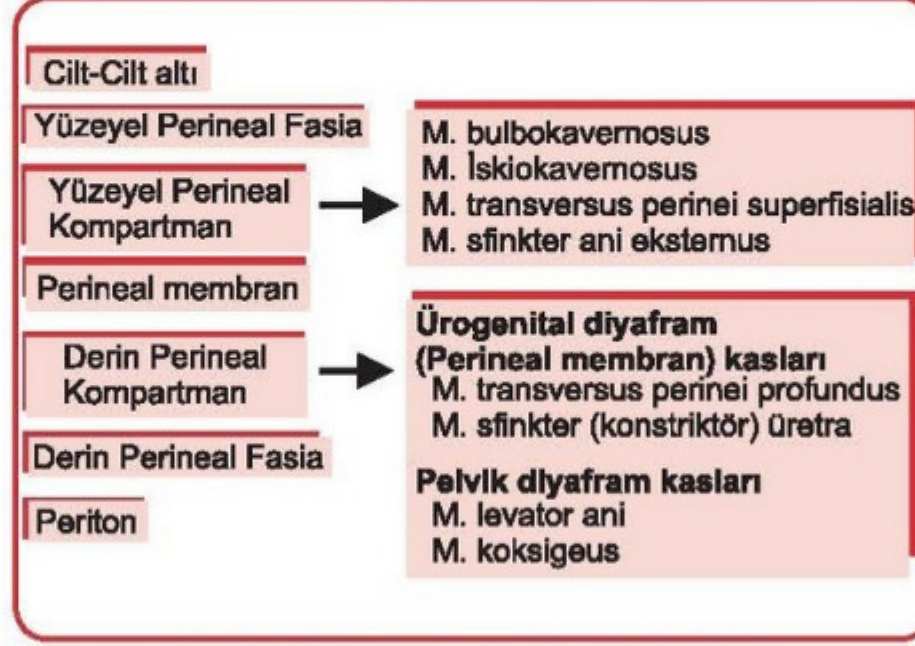 Cilt-Cilt altı
Yüzeyel Perineal Fasia
Yüzeyel Perineal
Kompartman
Perineal membran
Derin Perineal
Kompartman
Derin Perineal Fasia
Periton
M. bulbokavernosus
M. İskiokavernosus
M. transversus perinei superfisialis
M. sfinkter ani eksternus
Ürogenital diyafram
(Perineal membran) kasları
M. transversus perinei profundus
M. sfinkter (konstriktör) üretra
Pelvik diyafram kasları
M. levator ani
M. koksigeus